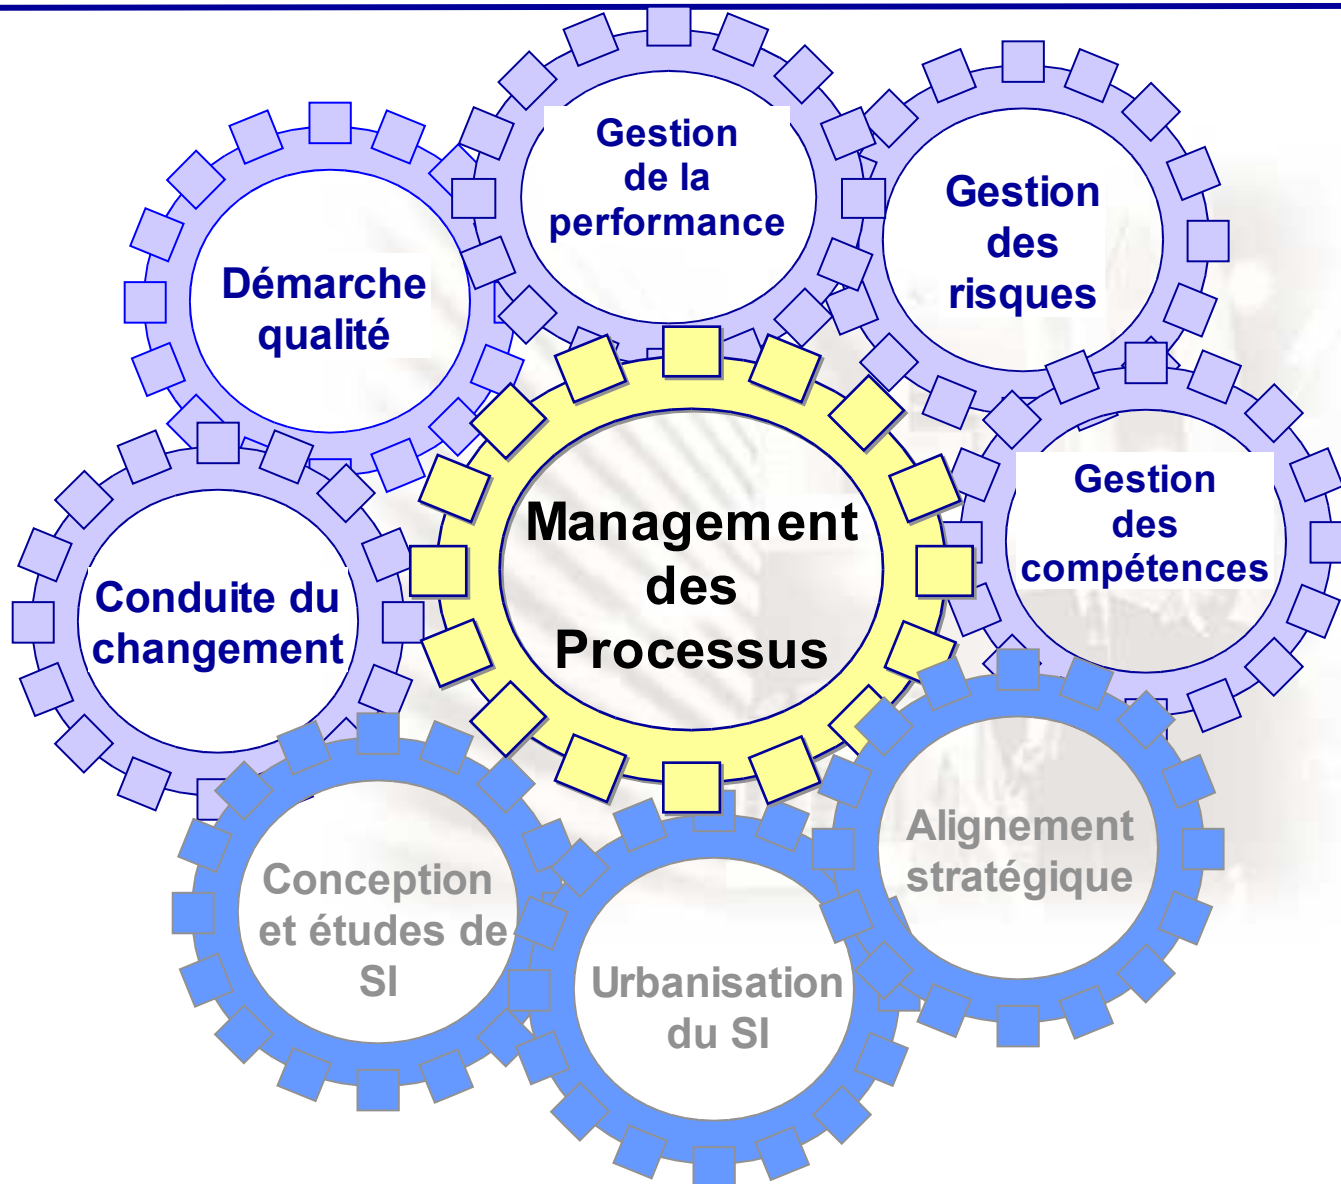 Gestion
de la
performance
Gestion
des
risques
Démarche
qualité
Gestion
des
compétences
Management
des
Processus
Conduite du
changement
Alignement
stratégique
Conception
et études de
SI
Urbanisation
du SI